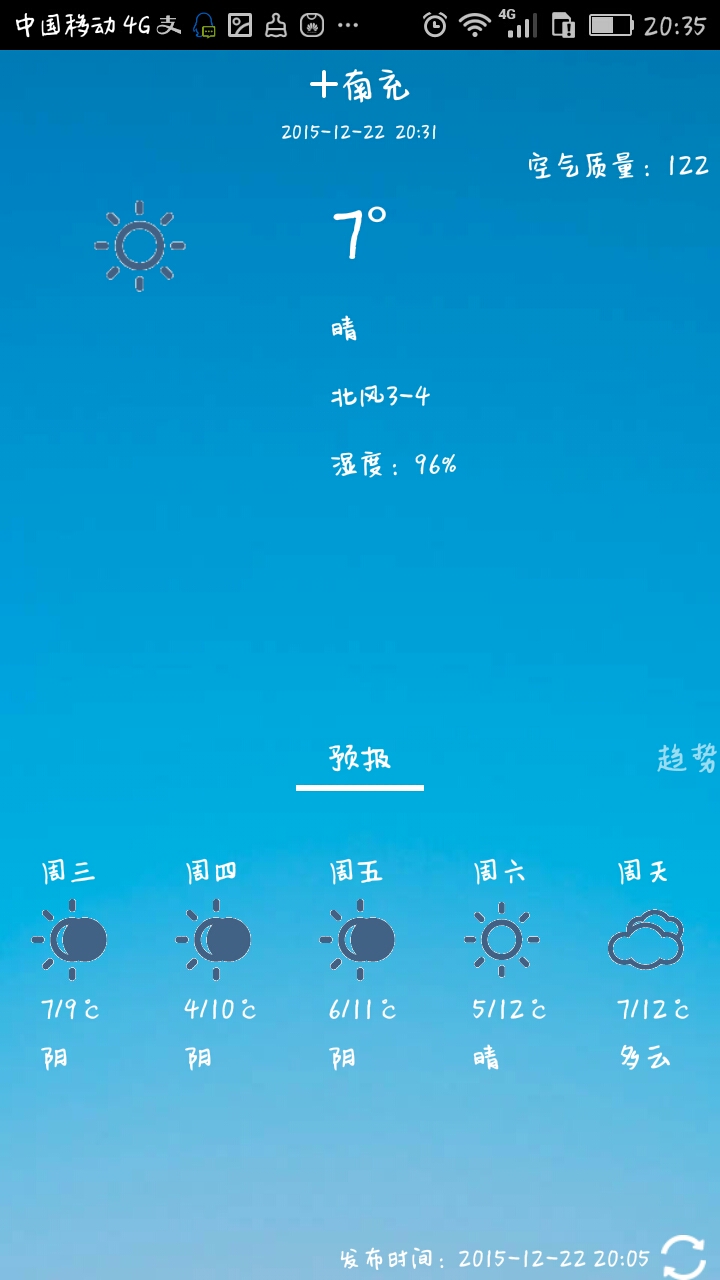 中国移动 4G 支 4G 20:35
+南充
2015-12-22 20:31
空气质量：122
7°
晴
北风3-4
湿度：96%
预报 趋势
周三 周四 周五 周六 周天
7/9℃ 4/10℃ 6/11℃ 5/12℃ 7/12℃
阴 阴 阴 晴 多云
发布时间：2015-12-22 20:05